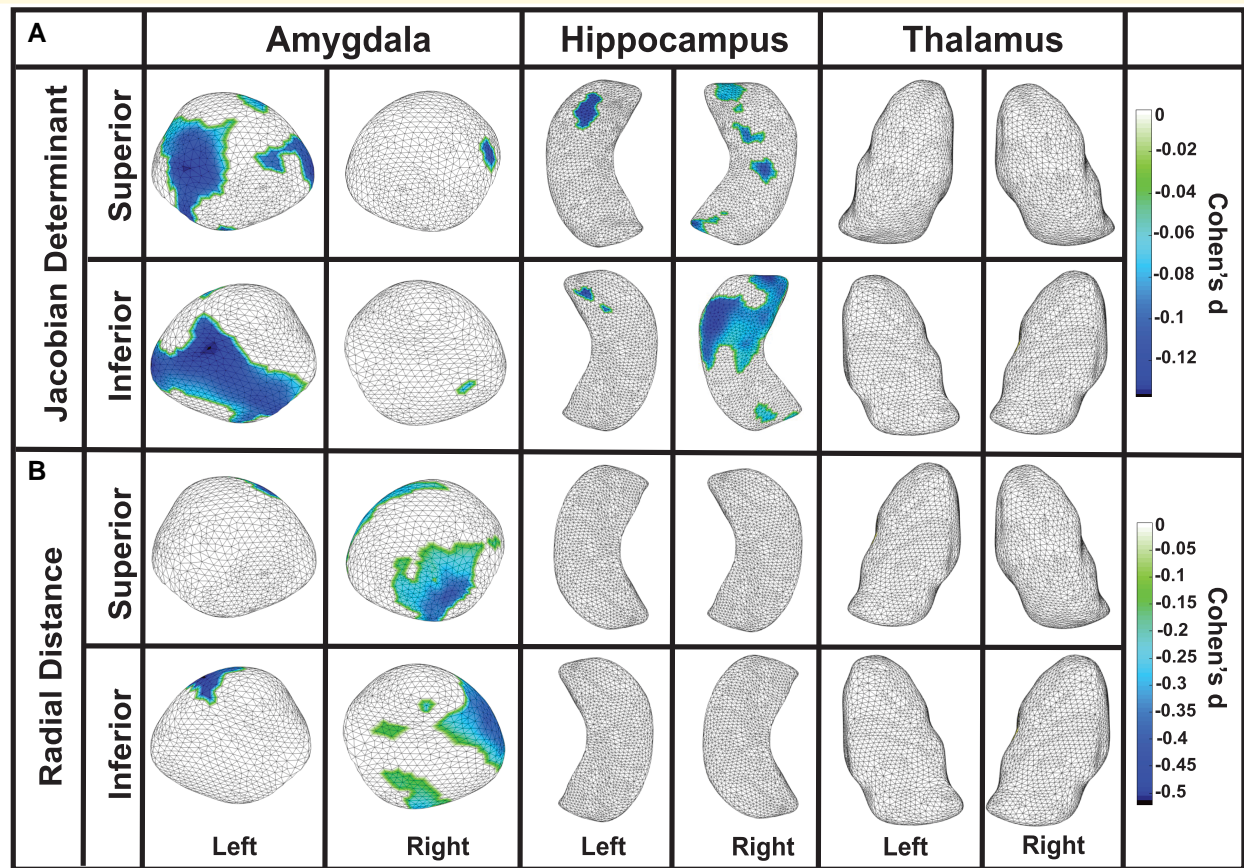 A
Amygdala
Hippocampus
Thalamus
Jacobian Determinant
Superior
Inferior
0
-0.02
-0.04
-0.06
-0.08
-0.1
-0.12
Cohen's d
B
Radial Distance
Superior
Inferior
0
-0.05
-0.1
-0.15
-0.2
-0.25
-0.3
-0.35
-0.4
-0.45
-0.5
Cohen's d
Left
Right
Left
Right
Left
Right